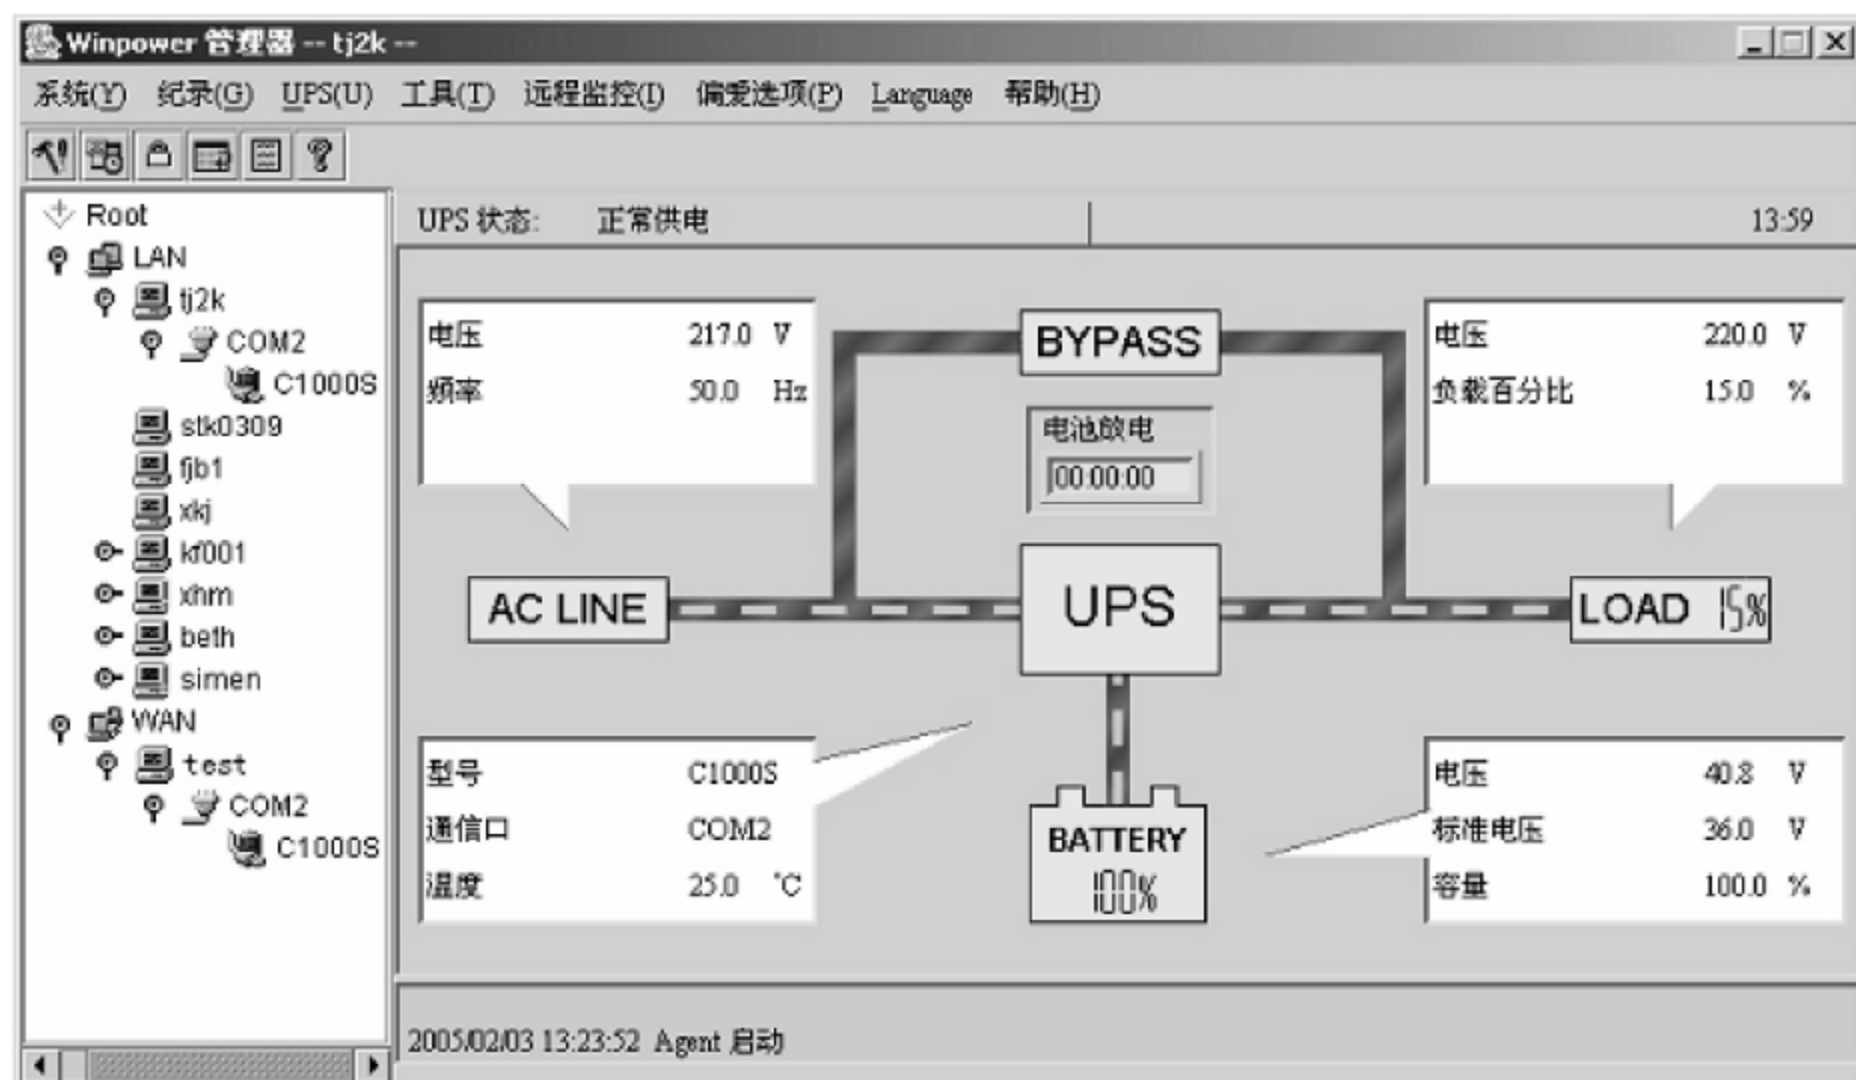 Winpower 管理器 -- tj2k --
系统(Y) 纪录(G) UPS(U) 工具(T) 远程监控(I) 偏爱选项(P) Language 帮助(H)
Root
LAN
tj2k
COM2
C1000S
stk0309
fjb1
xkj
kf001
xhm
beth
simen
WAN
test
COM2
C1000S
UPS 状态: 正常供电 13:59
电压 217.0 V
频率 50.0 Hz
BYPASS
电池放电
00:00:00
电压 220.0 V
负载百分比 15.0 %
AC LINE
UPS
LOAD 15%
型号 C1000S
通信口 COM2
温度 25.0 °C
BATTERY
100%
电压 40.8 V
标准电压 36.0 V
容量 100.0 %
2005/02/03 13:23:52 Agent 启动